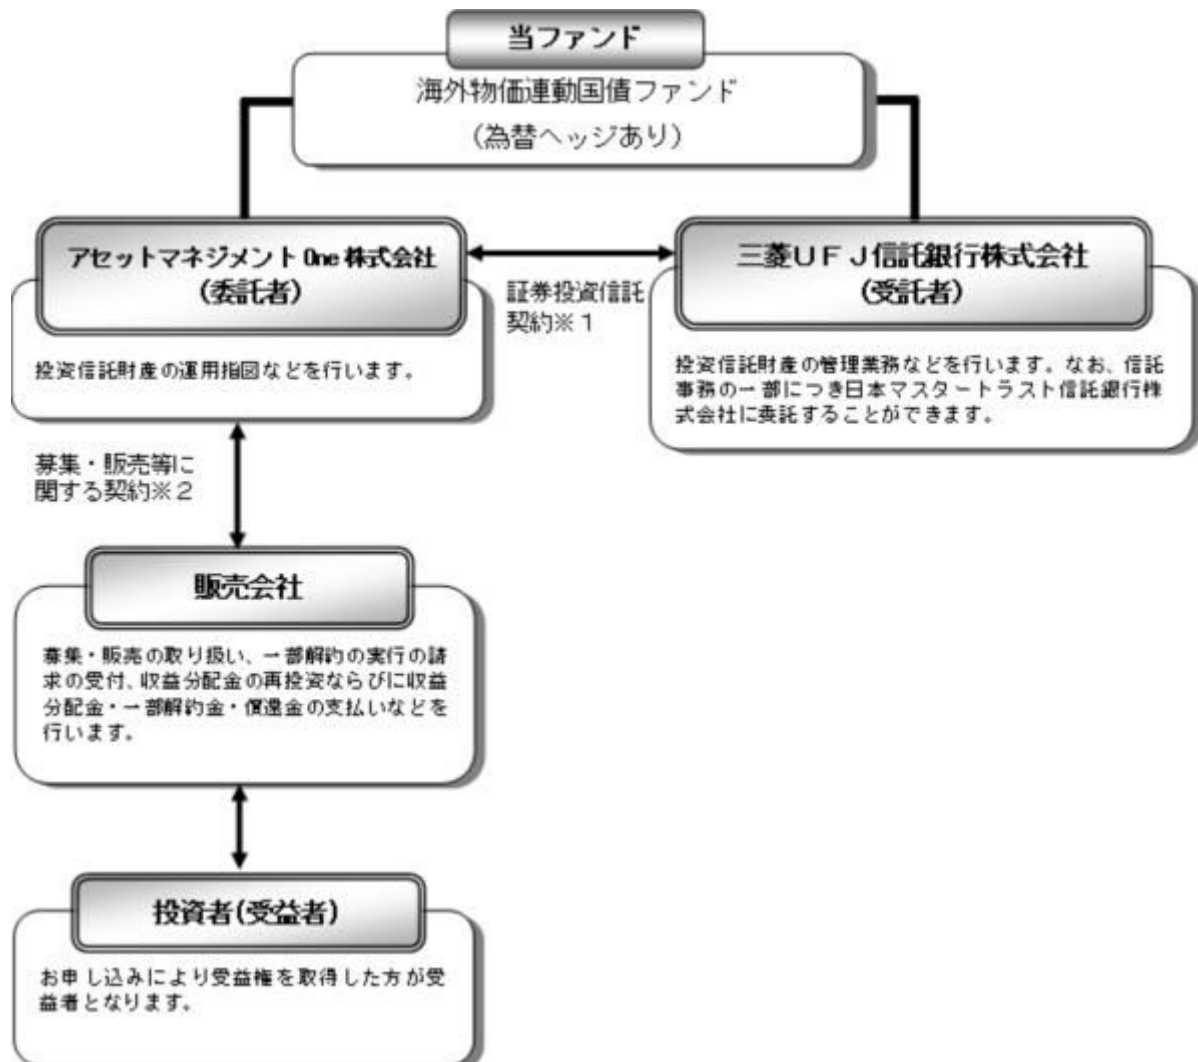 当ファンド
海外物価連動国債ファンド
（為替ヘッジあり）
アセットマネジメント One 株式会社
（委託者）
投資信託財産の運用指図などを行います。
証券投資信託
契約※１
三菱ＵＦＪ信託銀行株式会社
（受託者）
投資信託財産の管理業務などを行います。なお、信託
事務の一部につき日本マスタートラスト信託銀行株
式会社に委託することができます。
募集・販売等に
関する契約※２
販売会社
募集・販売の取り扱い、一部解約の実行の請
求の受付、収益分配金の再投資ならびに収益
分配金・一部解約金・償還金の支払いなどを
行います。
投資者（受益者）
お申し込みにより受益権を取得した方が受
益者となります。